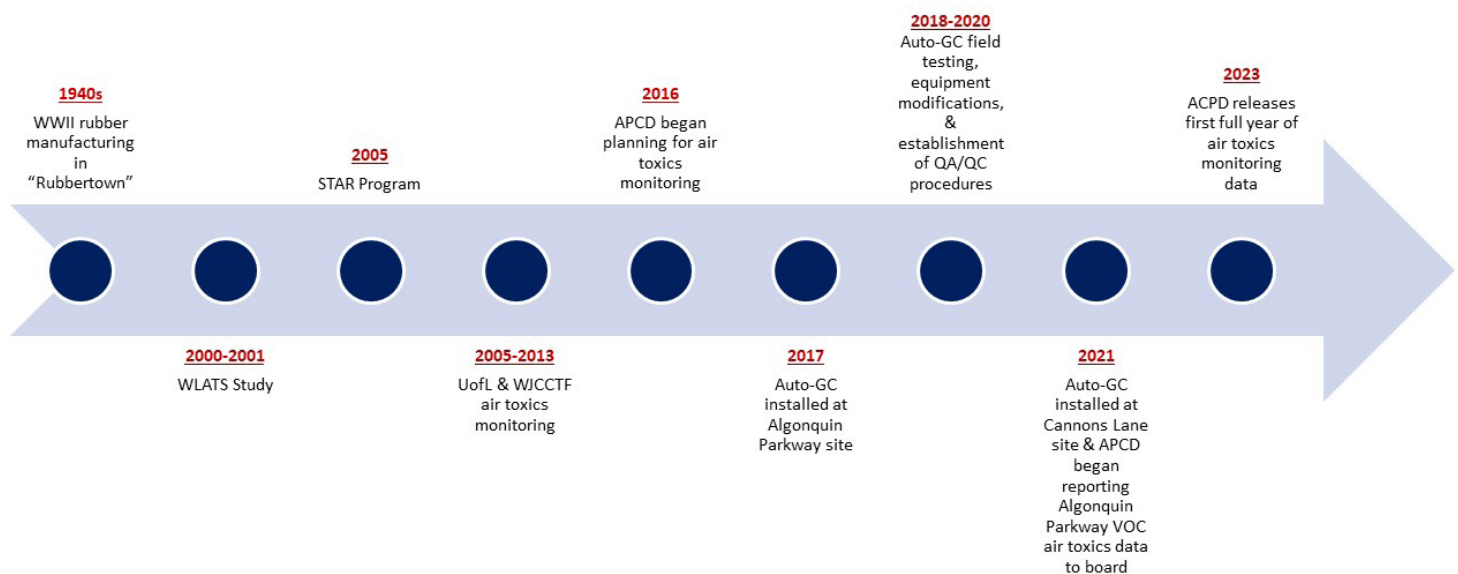 1940s
WWII rubber
manufacturing
in
“Rubbertown”
2000-2001
WLATS Study
2005
STAR Program
2005-2013
UofL & WJCCTF
air toxics
monitoring
2016
APCD began
planning for air
toxics
monitoring
2017
Auto-GC
installed at
Algonquin
Parkway site
2018-2020
Auto-GC field
testing,
equipment
modifications,
&
establishment
of QA/QC
procedures
2021
Auto-GC
installed at
Cannons Lane
site & APCD
began
reporting
Algonquin
Parkway VOC
air toxics data
to board
2023
ACPD releases
first full year of
air toxics
monitoring
data